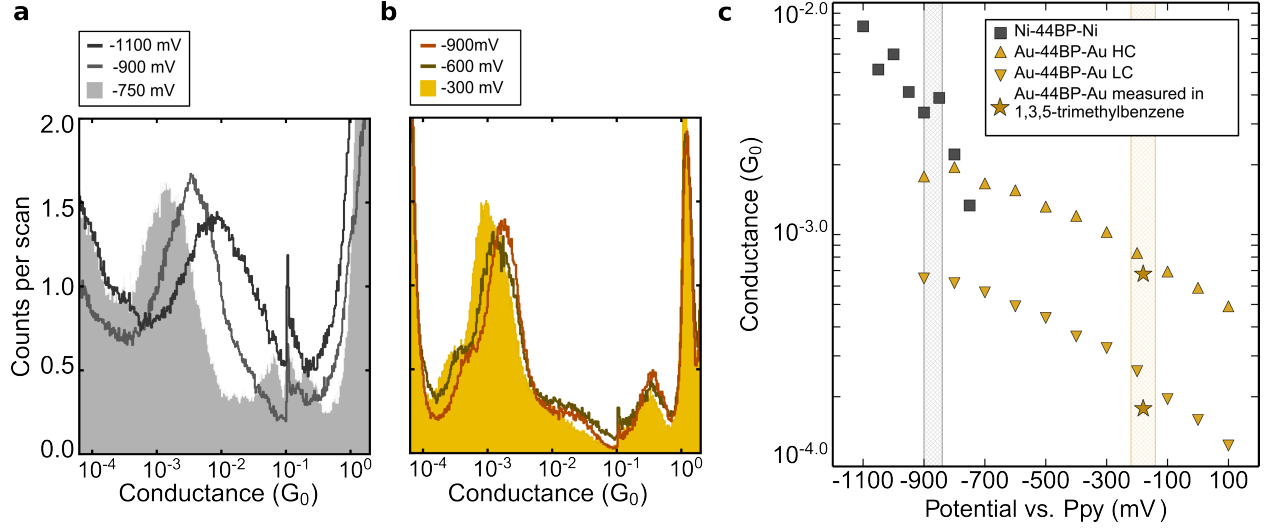 a
-1100 mV
-900 mV
-750 mV
Counts per scan
2.0
1.5
1.0
0.5
0.0
10-4 10-3 10-2 10-1 100
Conductance (G0)
b
-900mV
-600 mV
-300 mV
10-4 10-3 10-2 10-1 100
Conductance (G0)
c
Ni-44BP-Ni
Au-44BP-Au HC
Au-44BP-Au LC
Au-44BP-Au measured in
1,3,5-trimethylbenzene
Conductance (G0)
10-2.0
10-3.0
10-4.0
-1100 -900 -700 -500 -300 -100 100
Potential vs. Ppy (mV)